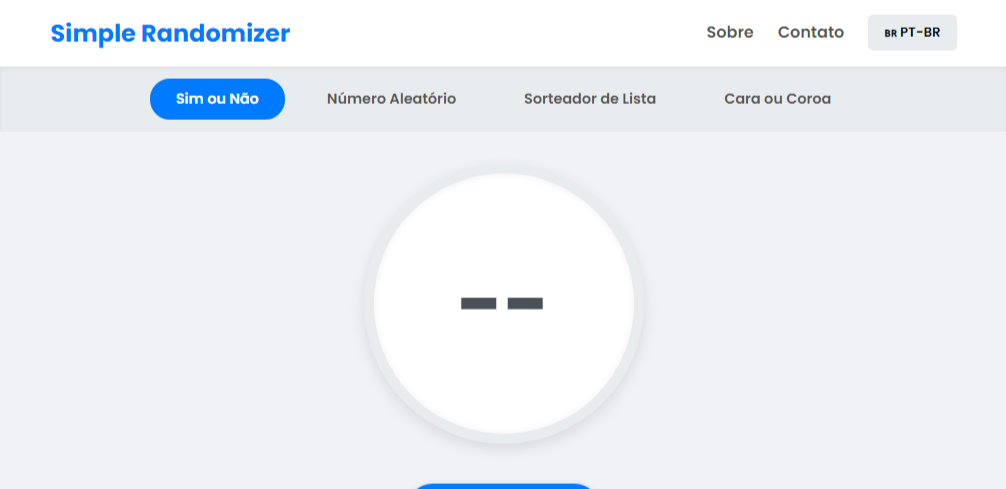 Simple Randomizer
Sobre Contato BR PT-BR
Sim ou Não Número Aleatório Sorteador de Lista Cara ou Coroa
--